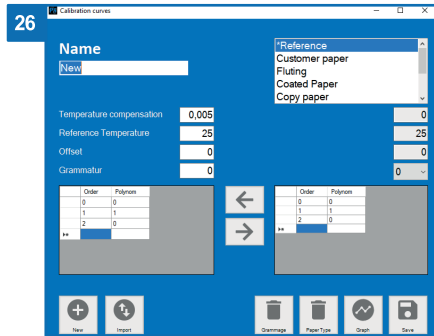 26
Calibration curves
Name
New
*Reference
Customer paper
Fluting
Coated Paper
Copy paper
Temperature compensation 0,005 0
Reference Temperature 25 25
Offset 0 0
Grammatur 0 0
Order Polynom
0 0
1 1
2 0
Order Polynom
0 0
1 1
2 0
New
Import
Grammage
Paper Type
Graph
Save